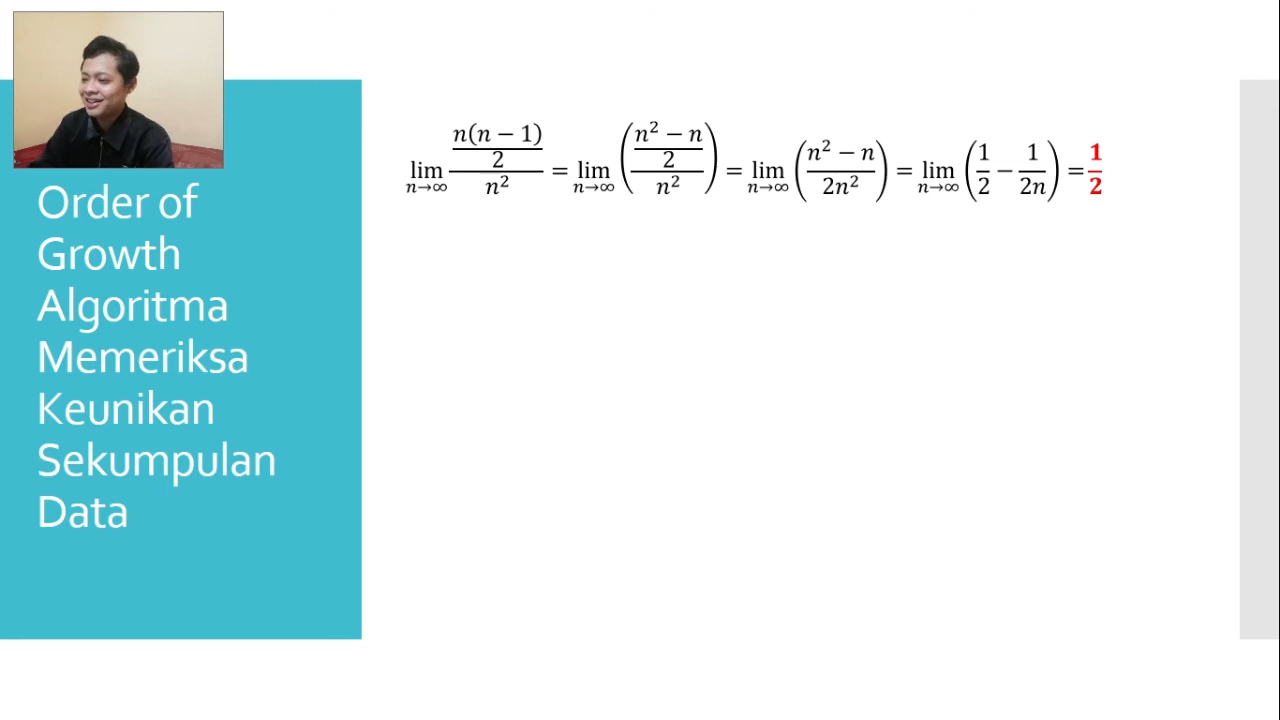 Order of
Growth
Algoritma
Memeriksa
Keunikan
Sekumpulan
Data
lim n→∞ (n(n − 1)/2)/n² = lim n→∞ ((n² − n)/2 / n²) = lim n→∞ ((n² − n)/2n²) = lim n→∞ (1/2 − 1/2n) = 1/2